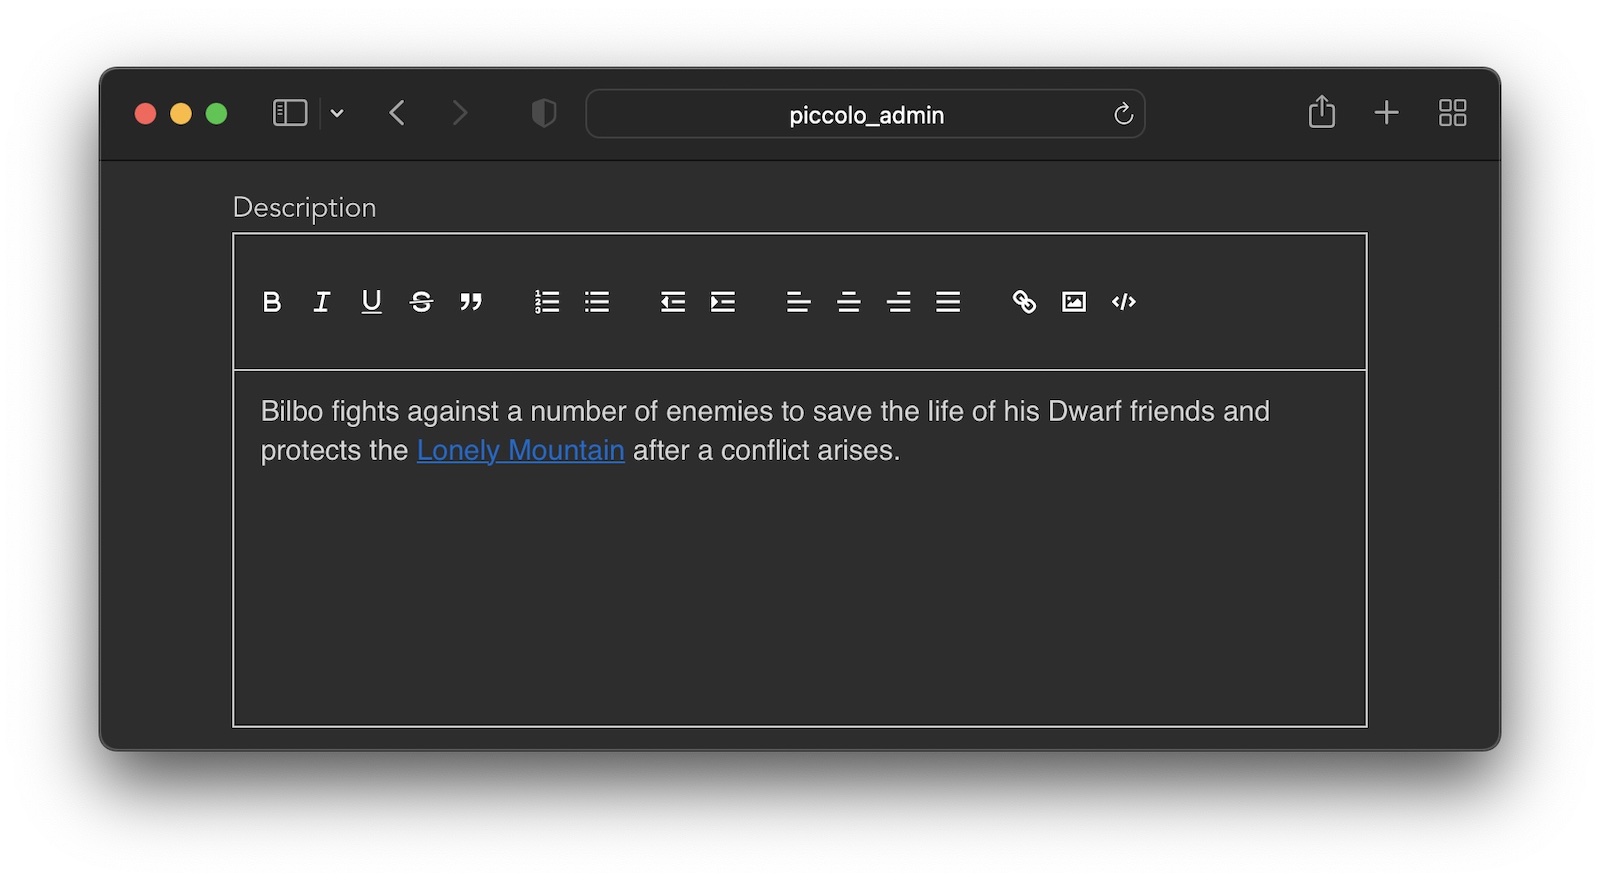 piccolo_admin
Description
Bilbo fights against a number of enemies to save the life of his Dwarf friends and
protects the Lonely Mountain after a conflict arises.